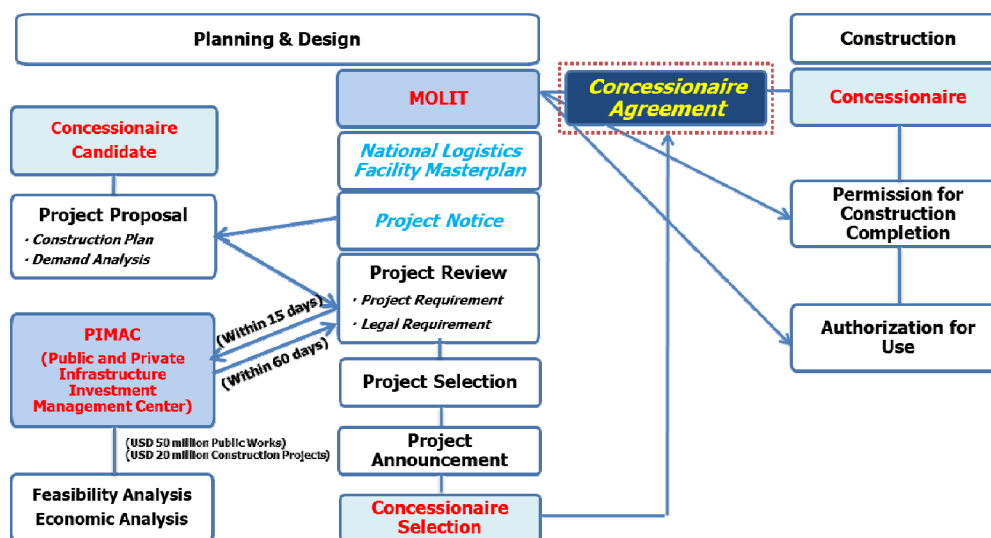 Planning & Design
Construction
MOLIT
Concessionaire
Agreement
Concessionaire
Concessionaire
Candidate
National Logistics
Facility Masterplan
Project Proposal
· Construction Plan
· Demand Analysis
Project Notice
Permission for
Construction
Completion
Project Review
· Project Requirement
· Legal Requirement
(Within 15 days)
(Within 60 days)
PIMAC
(Public and Private
Infrastructure
Investment
Management Center)
Authorization for
Use
Project Selection
(USD 50 million Public Works)
(USD 20 million Construction Projects)
Project
Announcement
Feasibility Analysis
Economic Analysis
Concessionaire
Selection